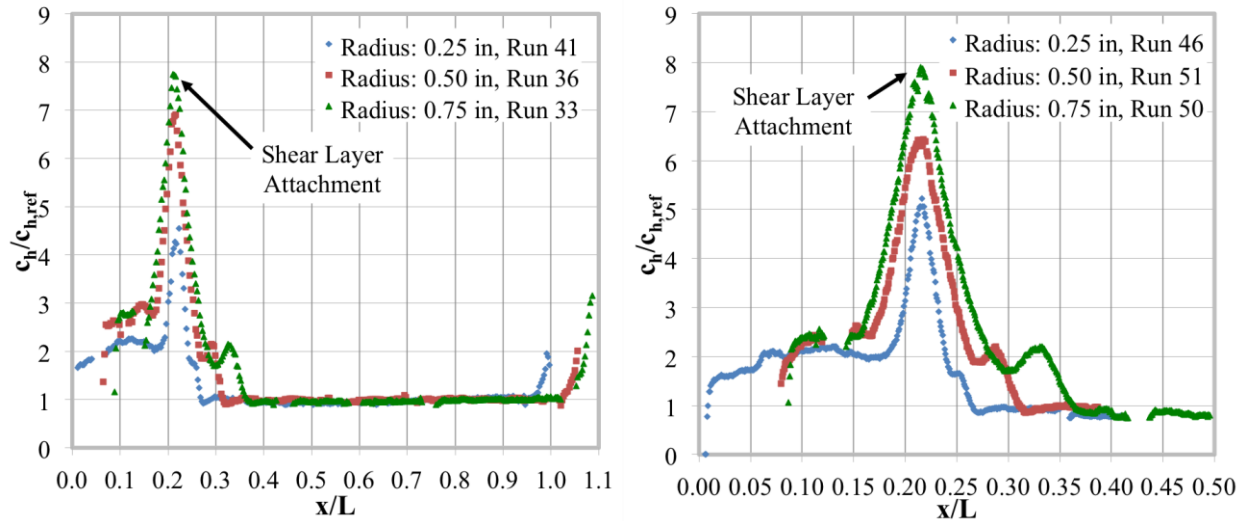 9
8
7
6
5
4
3
2
1
0
c_h/c_h,ref
Radius: 0.25 in, Run 41
Radius: 0.50 in, Run 36
Radius: 0.75 in, Run 33
Shear Layer
Attachment
0.0 0.1 0.2 0.3 0.4 0.5 0.6 0.7 0.8 0.9 1.0 1.1
x/L
9
8
7
6
5
4
3
2
1
0
c_h/c_h,ref
Radius: 0.25 in, Run 46
Radius: 0.50 in, Run 51
Radius: 0.75 in, Run 50
Shear Layer
Attachment
0.00 0.05 0.10 0.15 0.20 0.25 0.30 0.35 0.40 0.45 0.50
x/L